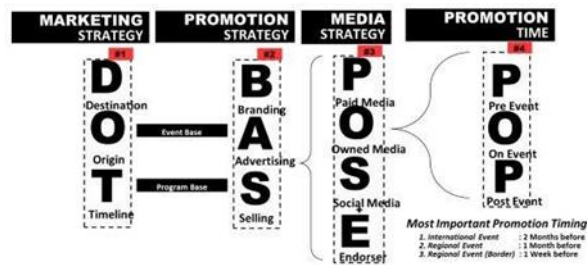 MARKETING
STRATEGY
#1
D
Destination
O
Origin
T
Timeline
Event Base
Program Base
PROMOTION
STRATEGY
#2
B
Branding
A
Advertising
S
Selling
MEDIA
STRATEGY
#3
P
Paid Media
O
Owned Media
S
Social Media
+
E
Endorser
PROMOTION
TIME
#4
P
Pre Event
O
On Event
P
Post Event
Most Important Promotion Timing
1. International Event : 2 Months before
2. Regional Event : 1 Month before
3. Regional Event (Border) : 1 Week before